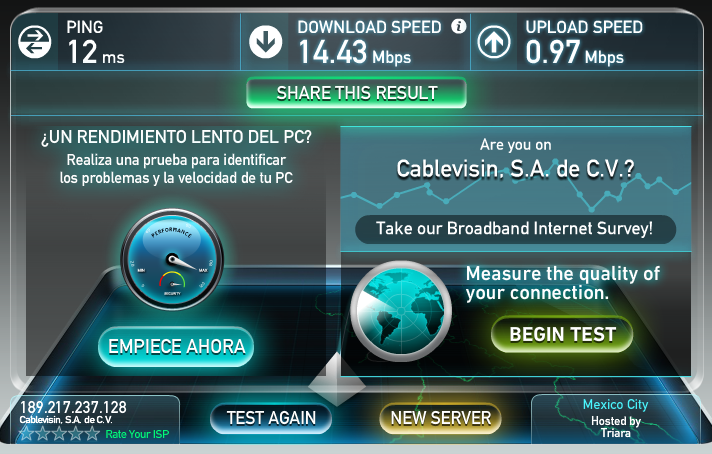 PING
12 ms
DOWNLOAD SPEED i
14.43 Mbps
UPLOAD SPEED
0.97 Mbps
SHARE THIS RESULT
¿UN RENDIMIENTO LENTO DEL PC?
Realiza una prueba para identificar
los problemas y la velocidad de tu PC
PERFORMANCE
MIN
MAX
SECURITY
EMPIECE AHORA
Are you on
Cablevisin, S.A. de C.V.?
Take our Broadband Internet Survey!
Measure the quality of
your connection.
BEGIN TEST
189.217.237.128
Cablevisin, S.A. de C.V.
Rate Your ISP
TEST AGAIN
NEW SERVER
Mexico City
Hosted by
Triara